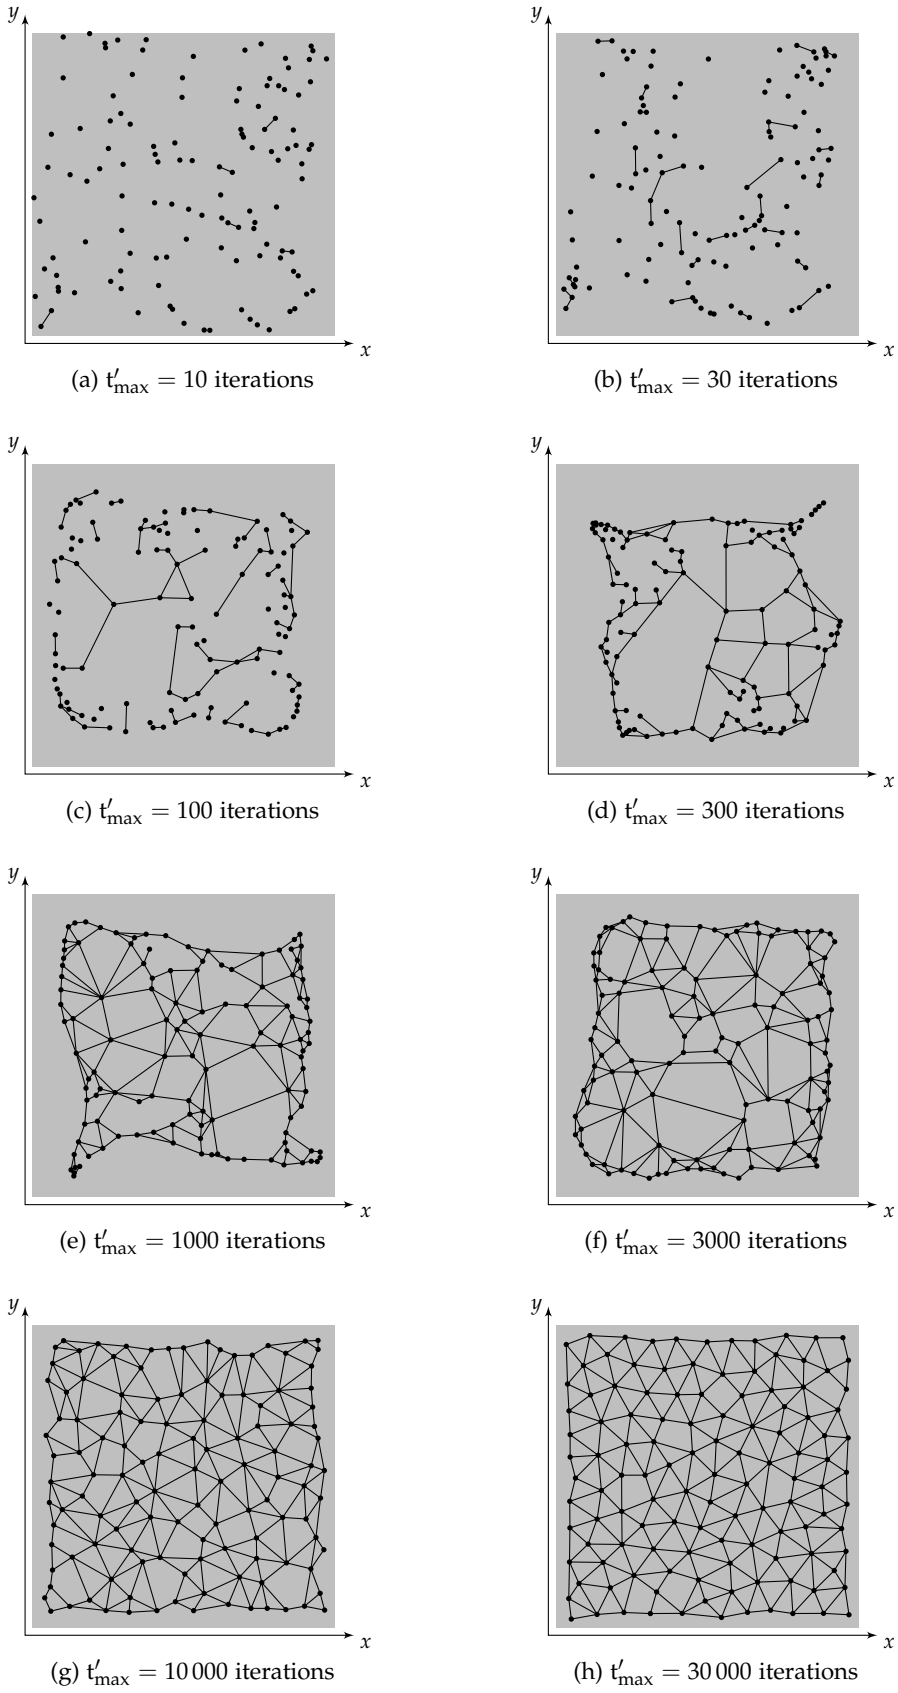 y y
x x
(a) t′max = 10 iterations (b) t′max = 30 iterations
y y
x x
(c) t′max = 100 iterations (d) t′max = 300 iterations
y y
x x
(e) t′max = 1000 iterations (f) t′max = 3000 iterations
y y
x x
(g) t′max = 10 000 iterations (h) t′max = 30 000 iterations